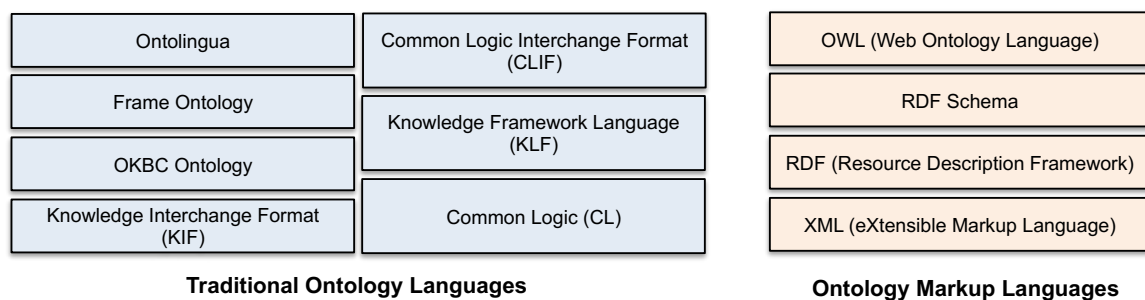 Ontolingua
Frame Ontology
OKBC Ontology
Knowledge Interchange Format
(KIF)
Common Logic Interchange Format
(CLIF)
Knowledge Framework Language
(KLF)
Common Logic (CL)
Traditional Ontology Languages
OWL (Web Ontology Language)
RDF Schema
RDF (Resource Description Framework)
XML (eXtensible Markup Language)
Ontology Markup Languages